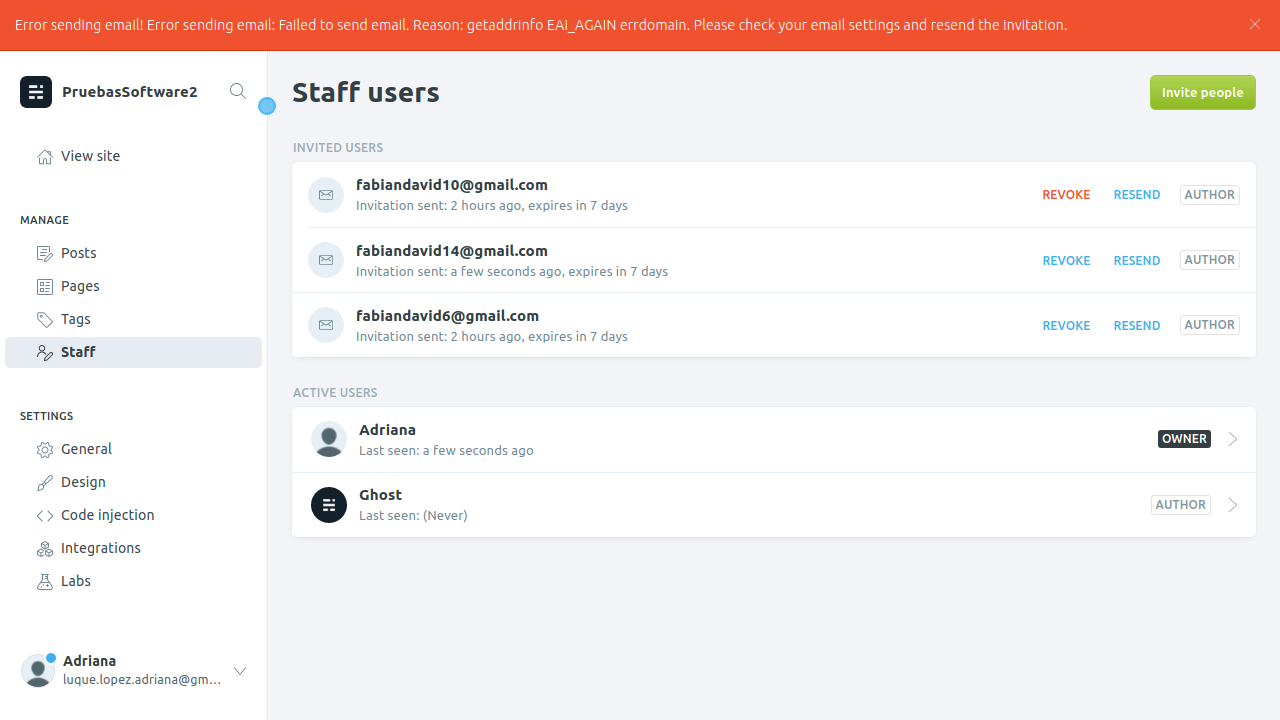 Error sending email! Error sending email: Failed to send email. Reason: getaddrinfo EAI_AGAIN errdomain. Please check your email settings and resend the invitation.
PruebasSoftware2
View site
MANAGE
Posts
Pages
Tags
Staff
SETTINGS
General
Design
Code injection
Integrations
Labs
Adriana
luque.lopez.adriana@gm...
Staff users
Invite people
INVITED USERS
fabiandavid10@gmail.com
Invitation sent: 2 hours ago, expires in 7 days
REVOKE RESEND AUTHOR
fabiandavid14@gmail.com
Invitation sent: a few seconds ago, expires in 7 days
REVOKE RESEND AUTHOR
fabiandavid6@gmail.com
Invitation sent: 2 hours ago, expires in 7 days
REVOKE RESEND AUTHOR
ACTIVE USERS
Adriana
Last seen: a few seconds ago
OWNER
Ghost
Last seen: (Never)
AUTHOR